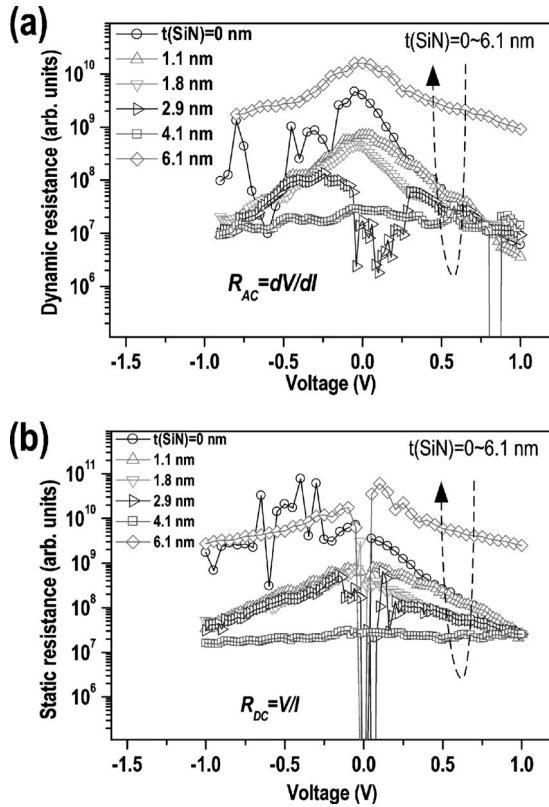 (a)
t(SiN)=0 nm
1.1 nm
1.8 nm
2.9 nm
4.1 nm
6.1 nm
t(SiN)=0~6.1 nm
10^10
10^9
10^8
10^7
10^6
Dynamic resistance (arb. units)
R_AC=dV/dI
-1.5 -1.0 -0.5 0.0 0.5 1.0
Voltage (V)
(b)
t(SiN)=0 nm
1.1 nm
1.8 nm
2.9 nm
4.1 nm
6.1 nm
t(SiN)=0~6.1 nm
10^11
10^10
10^9
10^8
10^7
10^6
Static resistance (arb. units)
R_DC=V/I
-1.5 -1.0 -0.5 0.0 0.5 1.0
Voltage (V)